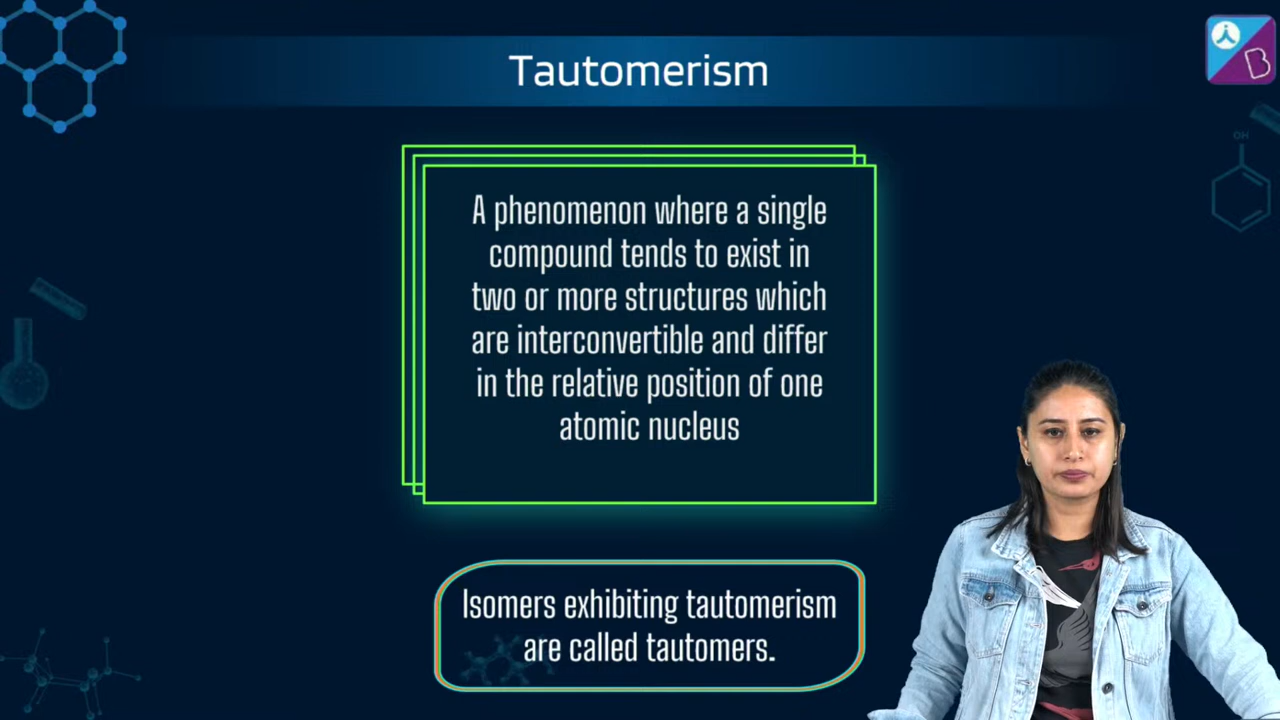 Tautomerism
A phenomenon where a single
compound tends to exist in
two or more structures which
are interconvertible and differ
in the relative position of one
atomic nucleus
Isomers exhibiting tautomerism
are called tautomers.
OH
B